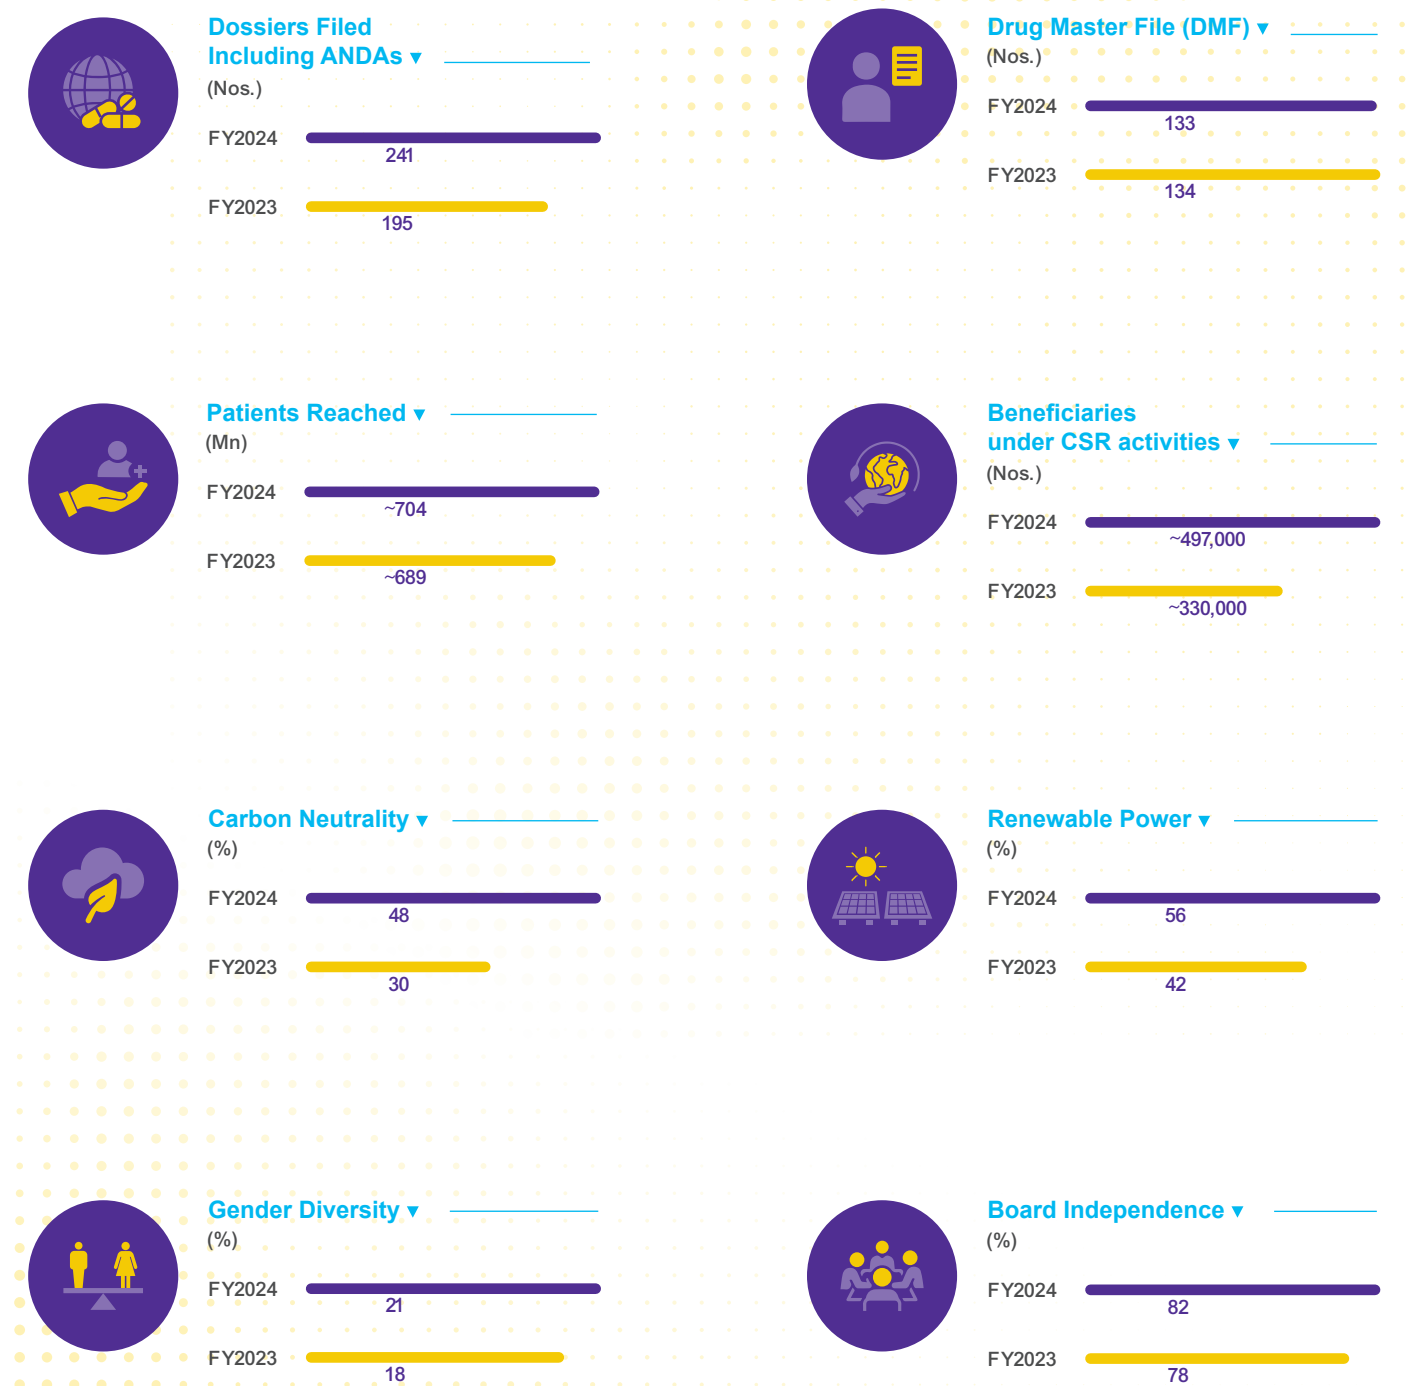 Dossiers Filed
Including ANDAs ▼
(Nos.)
FY2024
241
FY2023
195
Drug Master File (DMF) ▼
(Nos.)
FY2024
133
FY2023
134
Patients Reached ▼
(Mn)
FY2024
~704
FY2023
~689
Beneficiaries
under CSR activities ▼
(Nos.)
FY2024
~497,000
FY2023
~330,000
Carbon Neutrality ▼
(%)
FY2024
48
FY2023
30
Renewable Power ▼
(%)
FY2024
56
FY2023
42
Gender Diversity ▼
(%)
FY2024
21
FY2023
18
Board Independence ▼
(%)
FY2024
82
FY2023
78